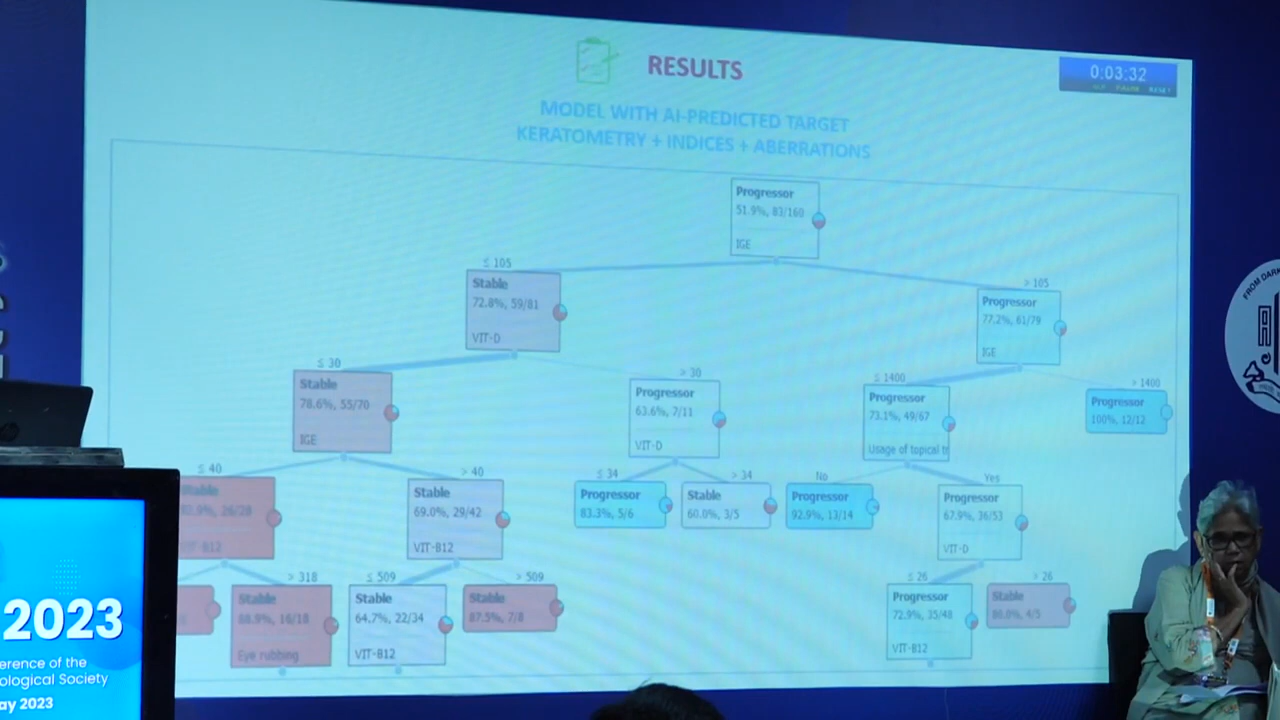 RESULTS
0:03:32
MODEL WITH AI-PREDICTED TARGET
KERATOMETRY + INDICES + ABERRATIONS
Progressor
51.9%, 83/160
IGE
≤ 105
Stable
72.8%, 59/81
VIT-D
> 105
Progressor
77.2%, 61/79
IGE
≤ 30
Stable
78.6%, 55/70
IGE
> 30
Progressor
63.6%, 7/11
VIT-D
≤ 1400
Progressor
73.1%, 49/67
Usage of topical tr
> 1400
Progressor
100%, 12/12
≤ 40
Stable
92.9%, 26/28
VIT-B12
> 40
Stable
69.0%, 29/42
VIT-B12
≤ 34
Progressor
83.3%, 5/6
> 34
Stable
60.0%, 3/5
No
Progressor
92.9%, 13/14
Yes
Progressor
67.9%, 36/53
VIT-D
> 318
Stable
88.9%, 16/18
Eye rubbing
≤ 509
Stable
64.7%, 22/34
VIT-B12
> 509
Stable
87.5%, 7/8
≤ 26
Progressor
72.9%, 35/48
VIT-B12
> 26
Stable
80.0%, 4/5
2023
erence of the
ological Society
ay 2023
FROM DARK